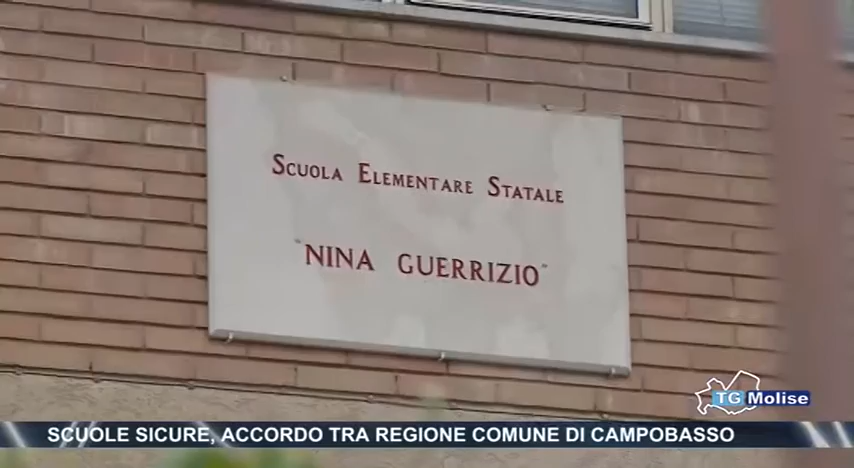 SCUOLA ELEMENTARE STATALE
"NINA GUERRIZIO"
TG Molise
SCUOLE SICURE, ACCORDO TRA REGIONE COMUNE DI CAMPOBASSO